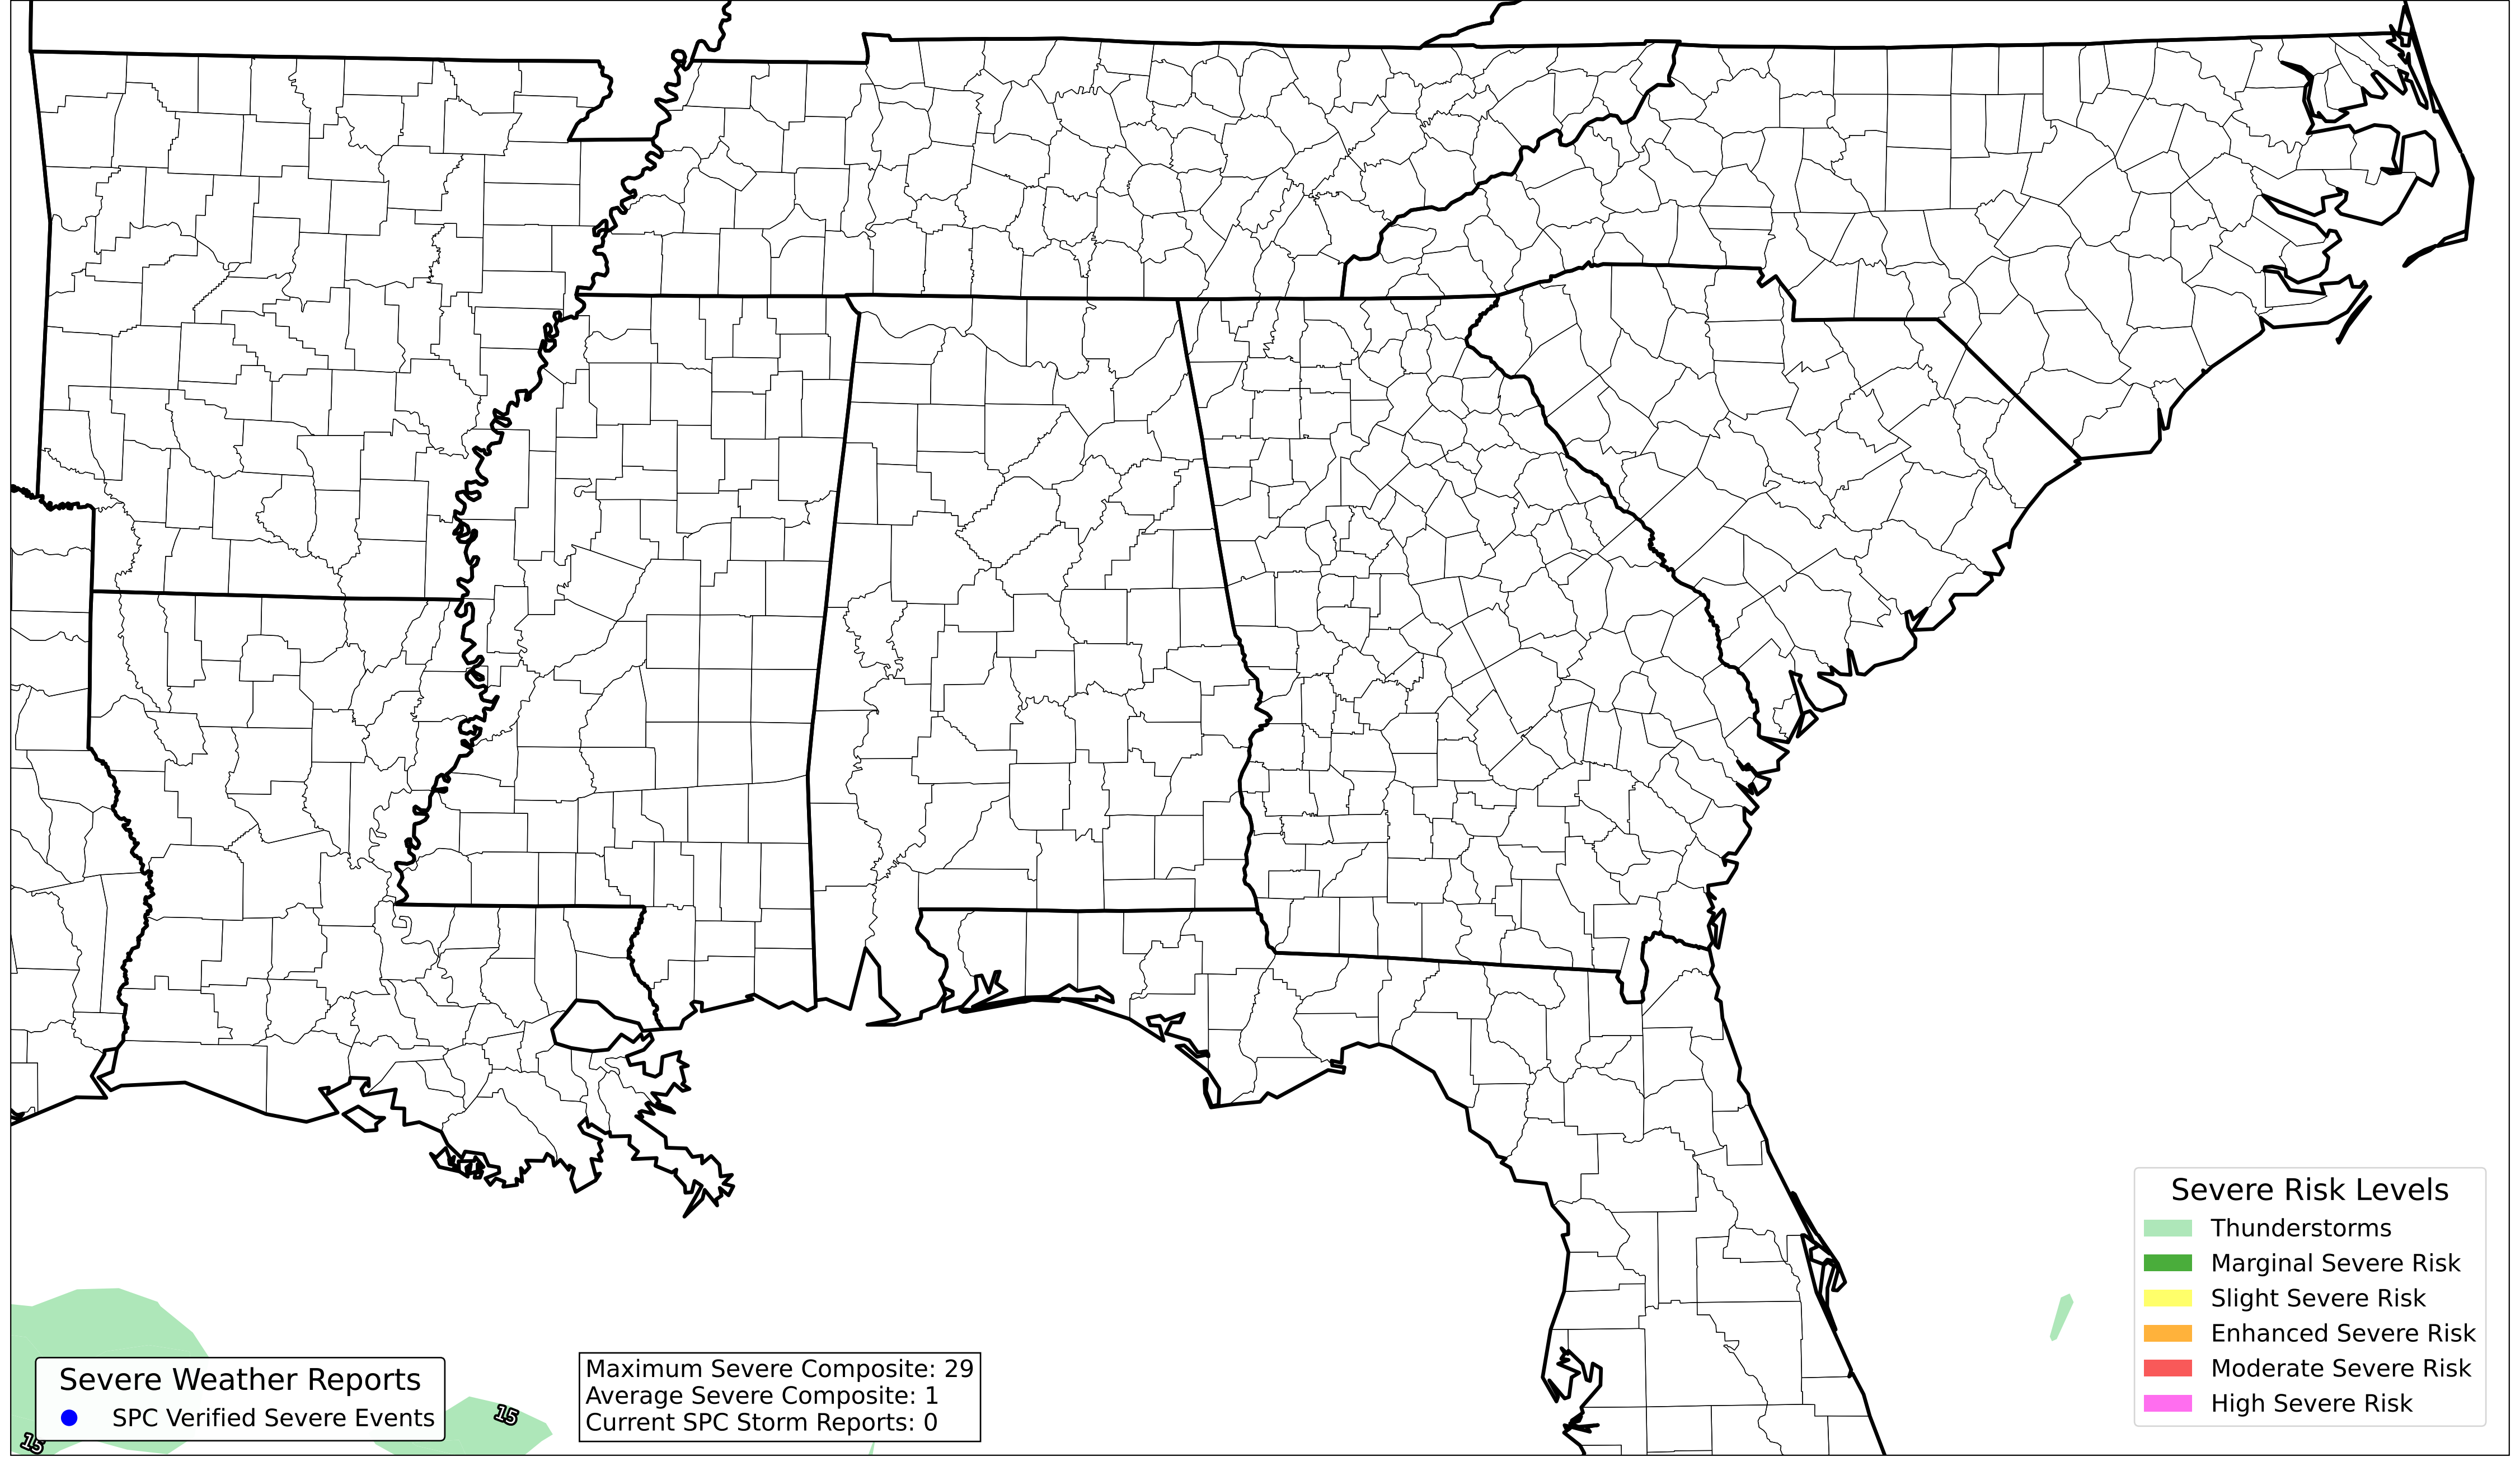 Severe Risk Levels
Thunderstorms
Marginal Severe Risk
Slight Severe Risk
Enhanced Severe Risk
Moderate Severe Risk
High Severe Risk
Severe Weather Reports
SPC Verified Severe Events
15
15
Maximum Severe Composite: 29
Average Severe Composite: 1
Current SPC Storm Reports: 0